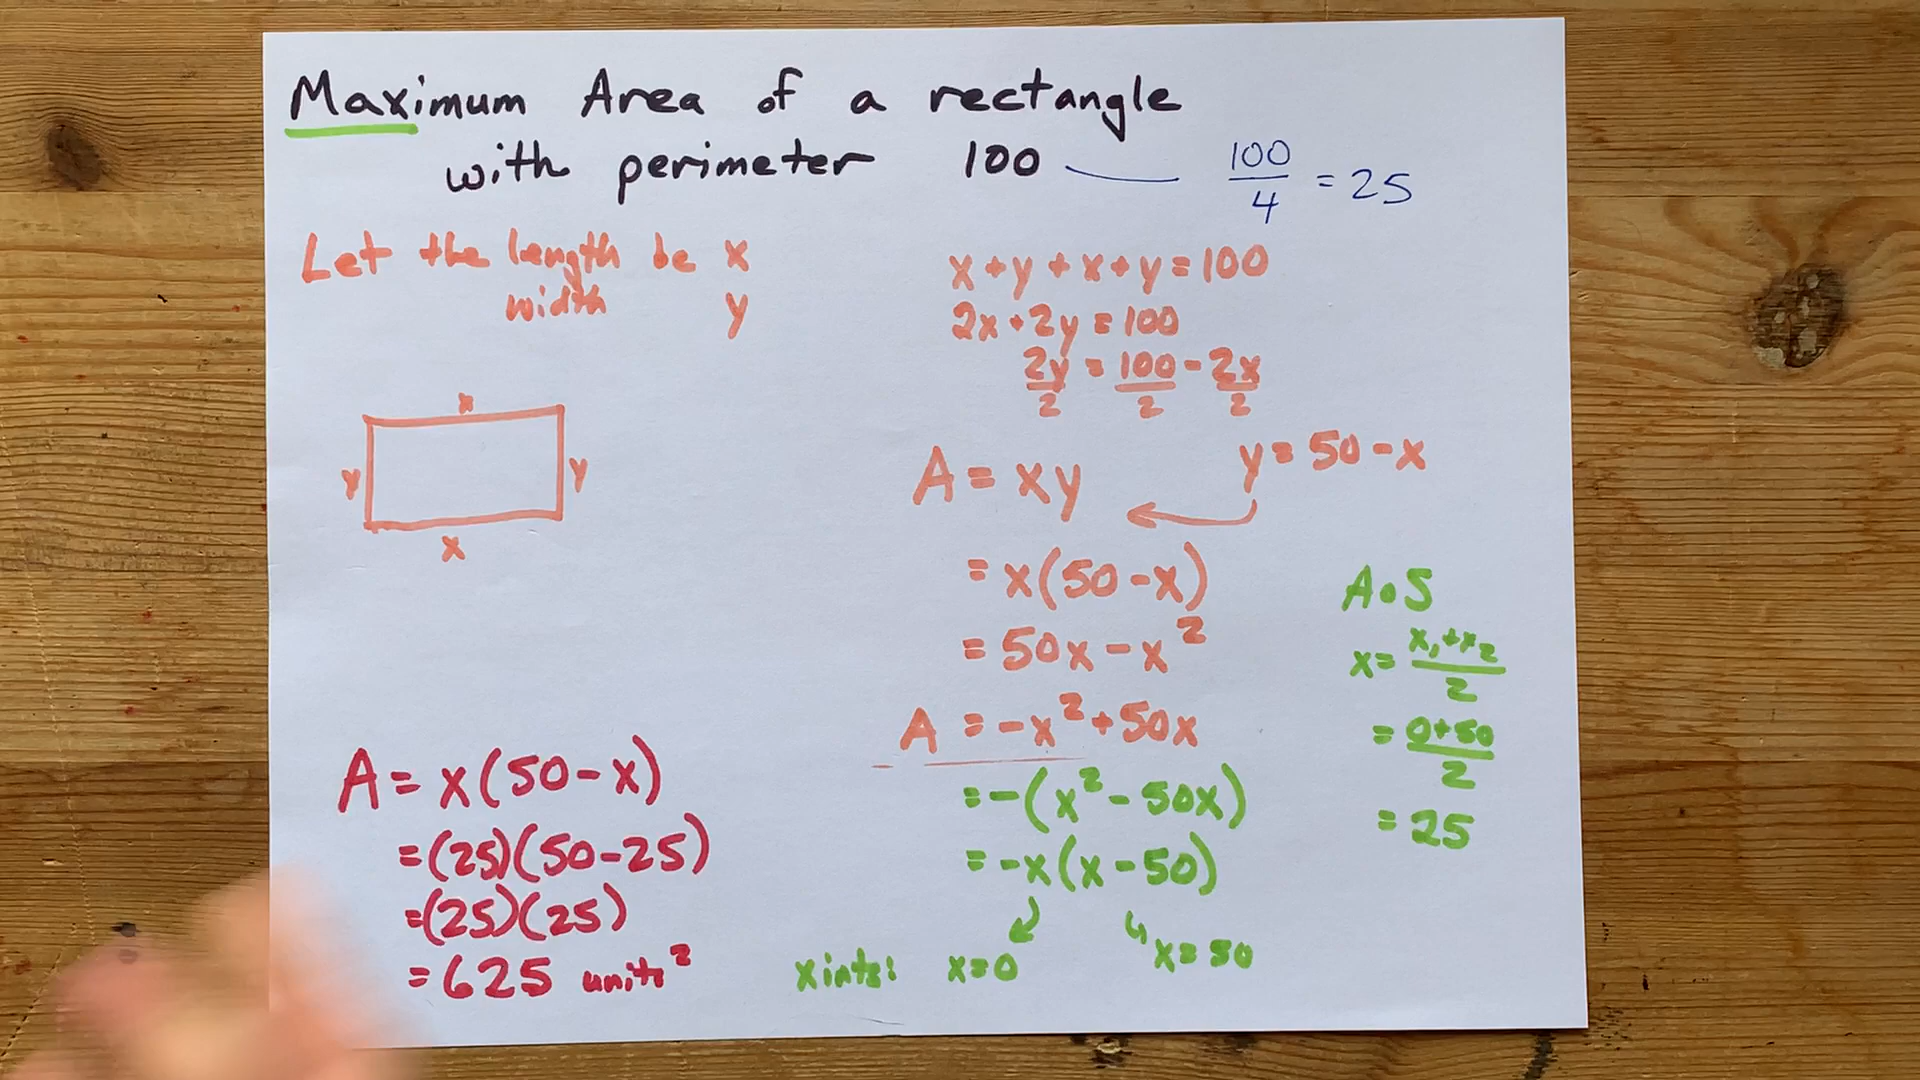 Maximum Area of a rectangle
with perimeter 100
100/4 = 25
Let the length be x
width y
x
y
y
x
x+y+x+y=100
2x+2y=100
2y/2 = 100/2 - 2x/2
y=50-x
A=xy
=x(50-x)
=50x-x²
A=-x²+50x
=-(x²-50x)
=-x(x-50)
x ints: x=0 x=50
AoS
x= x₁+x₂/2
= 0+50/2
= 25
A=x(50-x)
=(25)(50-25)
=(25)(25)
=625 units²